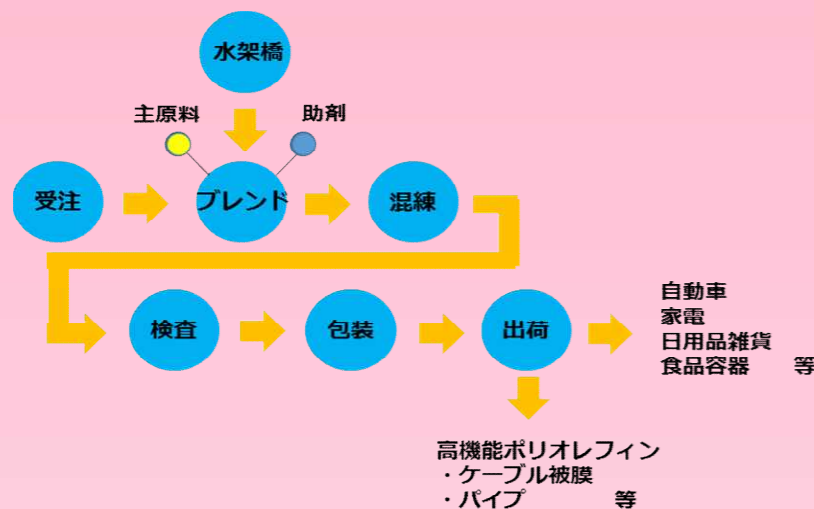 水架橋
主原料
助剤
受注
ブレンド
混練
検査
包装
出荷
自動車
家電
日用品雑貨
食品容器　　等
高機能ポリオレフィン
・ケーブル被膜
・パイプ　　　　等